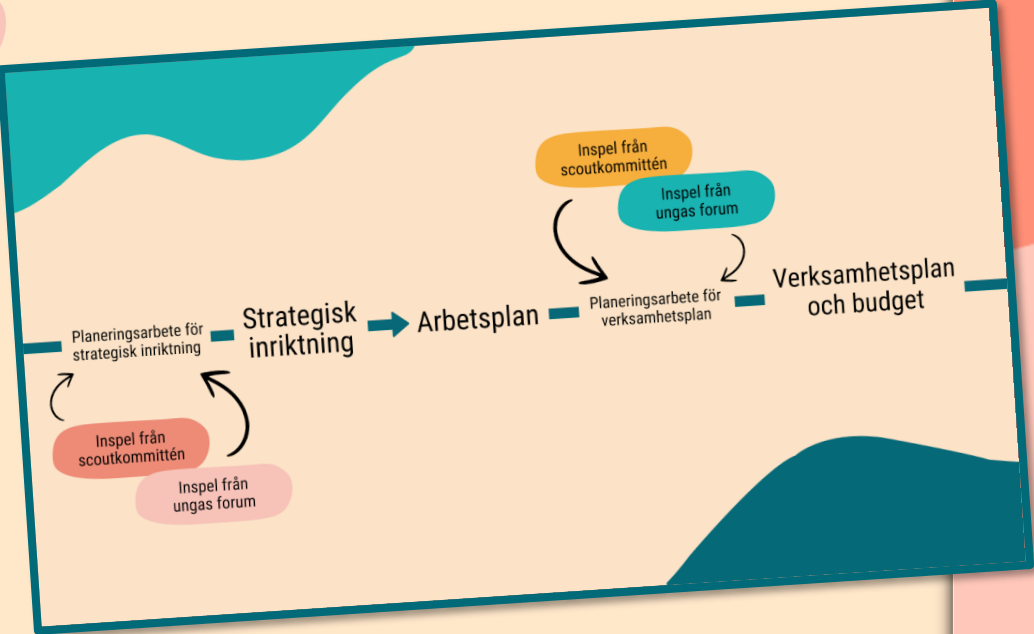 Inspel från
scoutkommittén
Inspel från
ungas forum
Planeringsarbete för
strategisk inriktning
Strategisk
inriktning
Arbetsplan
Planeringsarbete för
verksamhetsplan
Verksamhetsplan
och budget
Inspel från
scoutkommittén
Inspel från
ungas forum